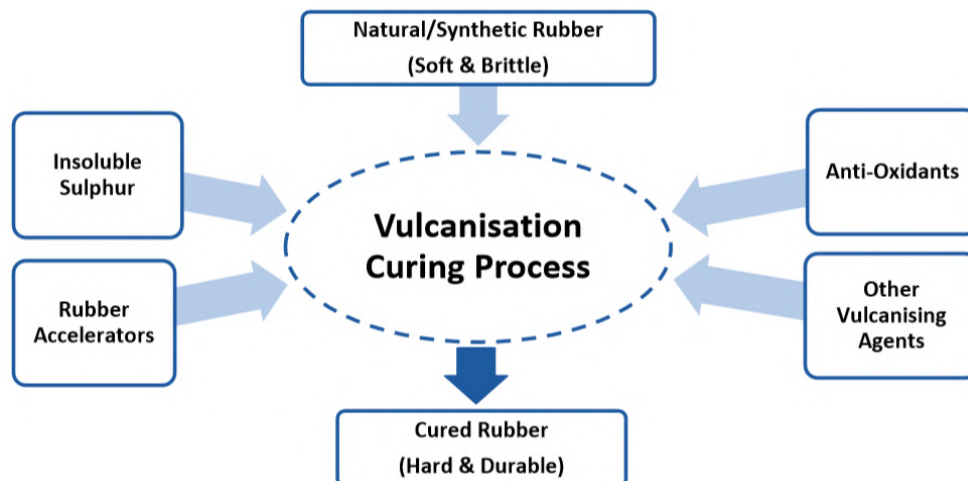 Natural/Synthetic Rubber
(Soft & Brittle)
Insoluble
Sulphur
Anti-Oxidants
Vulcanisation
Curing Process
Rubber
Accelerators
Other
Vulcanising
Agents
Cured Rubber
(Hard & Durable)